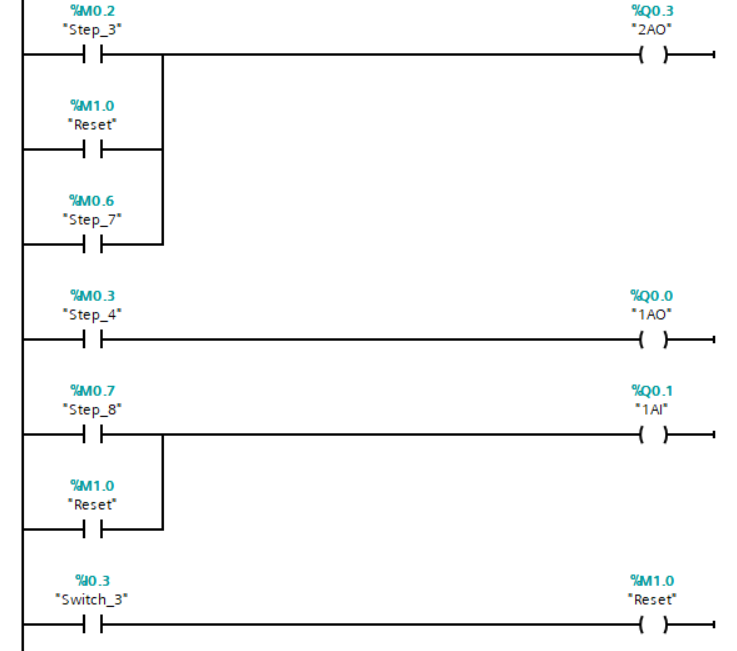 %M0.2 %Q0.3
"Step_3" "2AO"
%M1.0
"Reset"
%M0.6
"Step_7"
%M0.3 %Q0.0
"Step_4" "1AO"
%M0.7 %Q0.1
"Step_8" "1AI"
%M1.0
"Reset"
%I0.3 %M1.0
"Switch_3" "Reset"